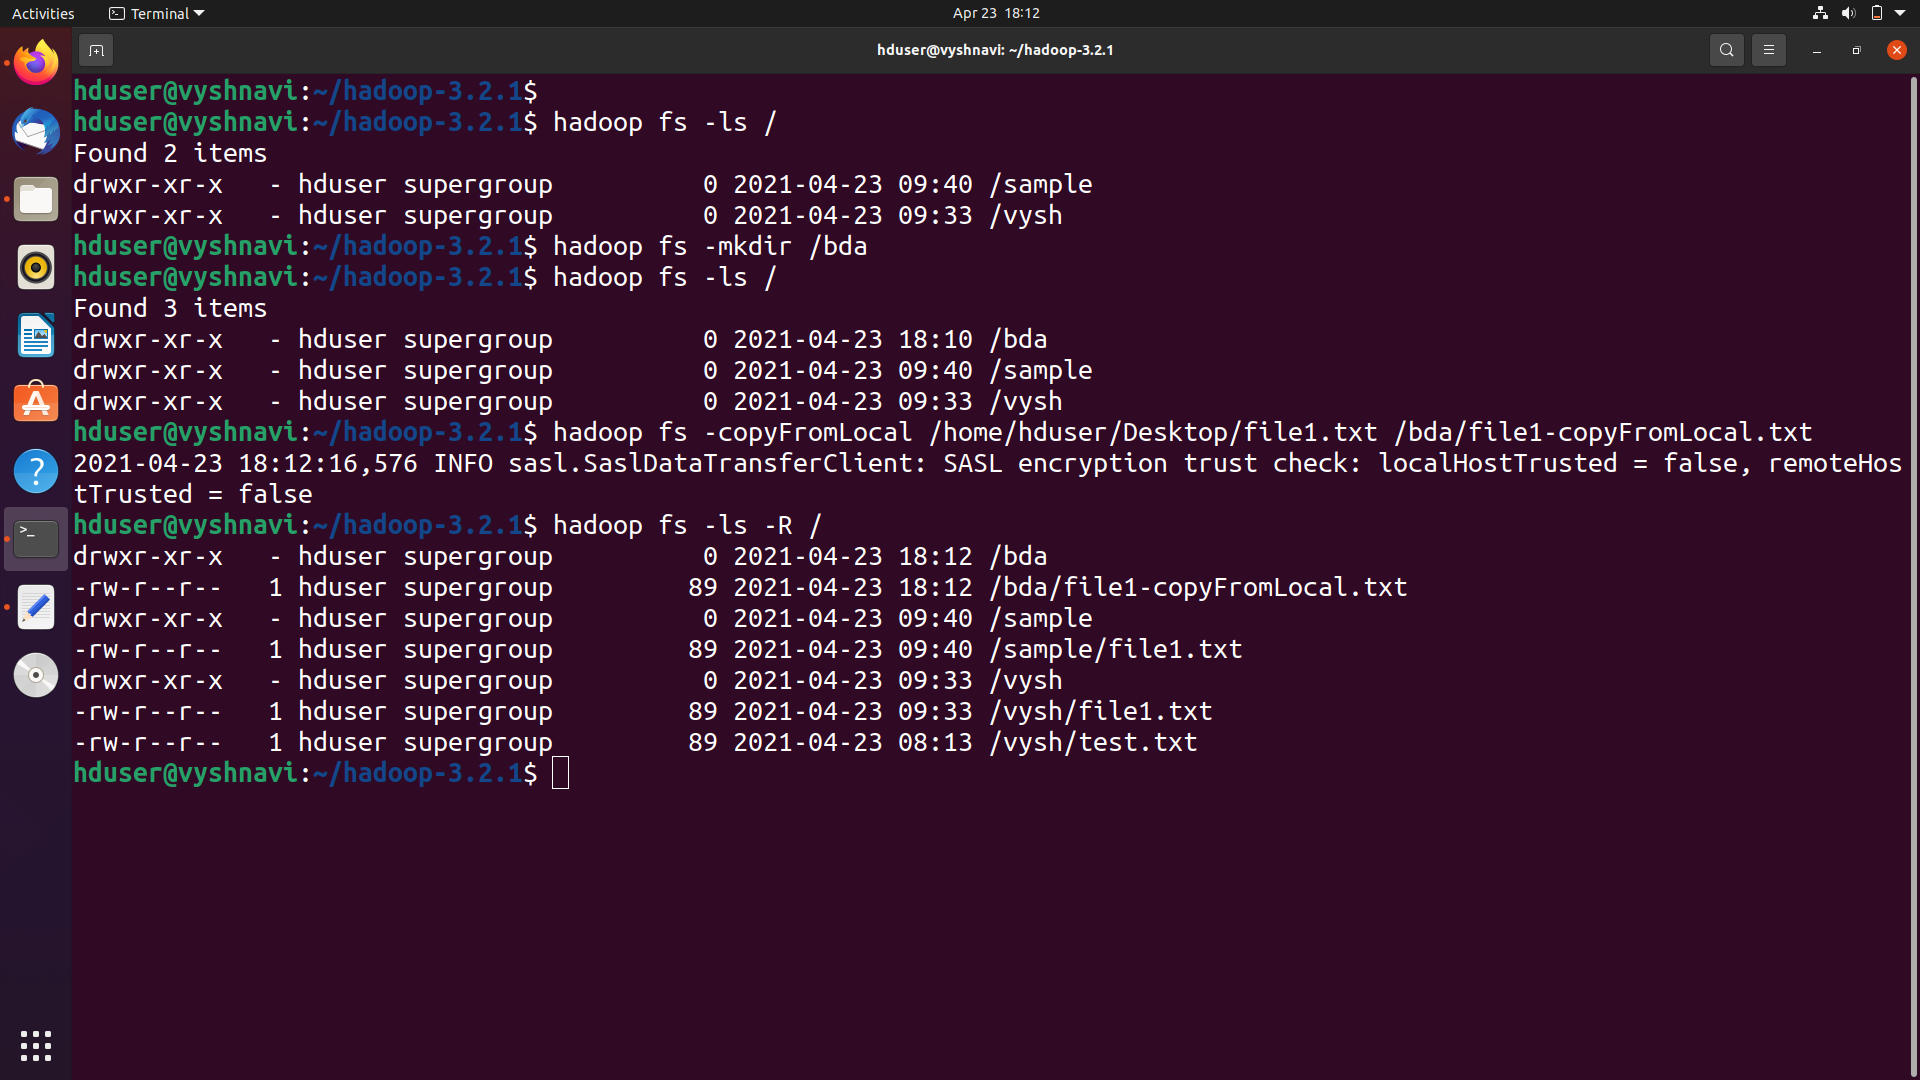 Activities Terminal Apr 23 18:12
hduser@vyshnavi: ~/hadoop-3.2.1
hduser@vyshnavi:~/hadoop-3.2.1$
hduser@vyshnavi:~/hadoop-3.2.1$ hadoop fs -ls /
Found 2 items
drwxr-xr-x   - hduser supergroup          0 2021-04-23 09:40 /sample
drwxr-xr-x   - hduser supergroup          0 2021-04-23 09:33 /vysh
hduser@vyshnavi:~/hadoop-3.2.1$ hadoop fs -mkdir /bda
hduser@vyshnavi:~/hadoop-3.2.1$ hadoop fs -ls /
Found 3 items
drwxr-xr-x   - hduser supergroup          0 2021-04-23 18:10 /bda
drwxr-xr-x   - hduser supergroup          0 2021-04-23 09:40 /sample
drwxr-xr-x   - hduser supergroup          0 2021-04-23 09:33 /vysh
hduser@vyshnavi:~/hadoop-3.2.1$ hadoop fs -copyFromLocal /home/hduser/Desktop/file1.txt /bda/file1-copyFromLocal.txt
2021-04-23 18:12:16,576 INFO sasl.SaslDataTransferClient: SASL encryption trust check: localHostTrusted = false, remoteHos
tTrusted = false
hduser@vyshnavi:~/hadoop-3.2.1$ hadoop fs -ls -R /
drwxr-xr-x   - hduser supergroup          0 2021-04-23 18:12 /bda
-rw-r--r--   1 hduser supergroup         89 2021-04-23 18:12 /bda/file1-copyFromLocal.txt
drwxr-xr-x   - hduser supergroup          0 2021-04-23 09:40 /sample
-rw-r--r--   1 hduser supergroup         89 2021-04-23 09:40 /sample/file1.txt
drwxr-xr-x   - hduser supergroup          0 2021-04-23 09:33 /vysh
-rw-r--r--   1 hduser supergroup         89 2021-04-23 09:33 /vysh/file1.txt
-rw-r--r--   1 hduser supergroup         89 2021-04-23 08:13 /vysh/test.txt
hduser@vyshnavi:~/hadoop-3.2.1$